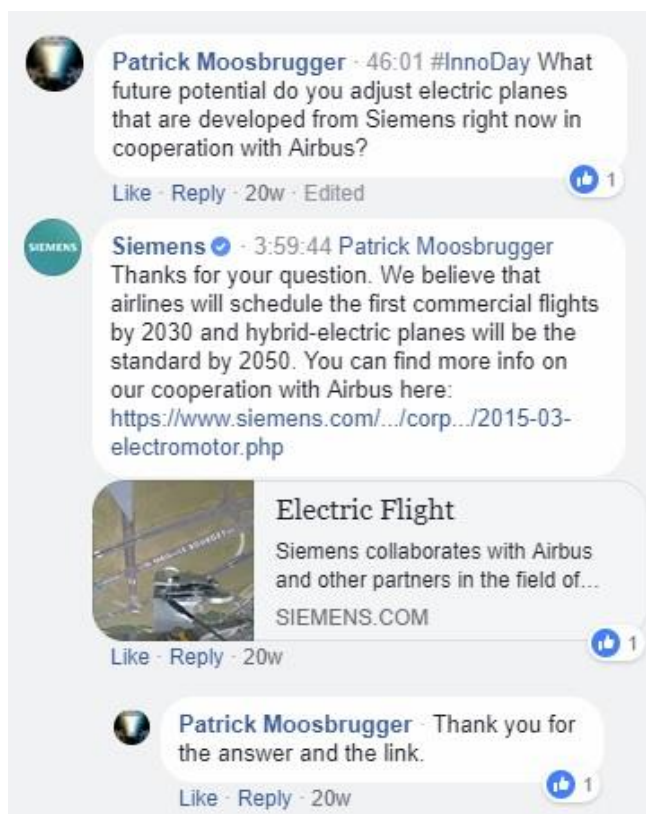 Patrick Moosbrugger · 46:01 #InnoDay What
future potential do you adjust electric planes
that are developed from Siemens right now in
cooperation with Airbus?
1
Like · Reply · 20w · Edited
SIEMENS
Siemens · 3:59:44 Patrick Moosbrugger
Thanks for your question. We believe that
airlines will schedule the first commercial flights
by 2030 and hybrid-electric planes will be the
standard by 2050. You can find more info on
our cooperation with Airbus here:
https://www.siemens.com/.../corp.../2015-03-
electromotor.php
Electric Flight
Siemens collaborates with Airbus
and other partners in the field of...
SIEMENS.COM
1
Like · Reply · 20w
Patrick Moosbrugger · Thank you for
the answer and the link.
1
Like · Reply · 20w